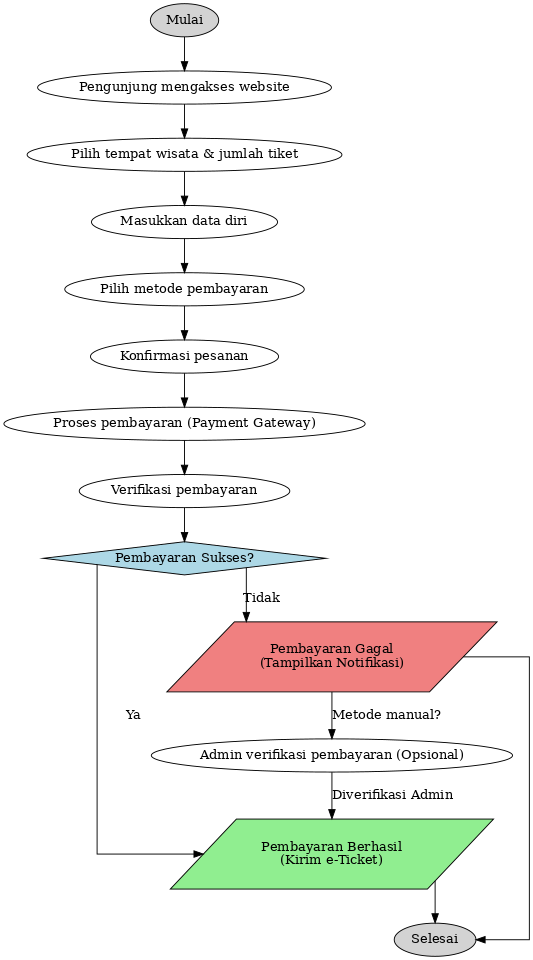 Mulai
Pengunjung mengakses website
Pilih tempat wisata & jumlah tiket
Masukkan data diri
Pilih metode pembayaran
Konfirmasi pesanan
Proses pembayaran (Payment Gateway)
Verifikasi pembayaran
Pembayaran Sukses?
Tidak
Pembayaran Gagal
(Tampilkan Notifikasi)
Ya
Metode manual?
Admin verifikasi pembayaran (Opsional)
Diverifikasi Admin
Pembayaran Berhasil
(Kirim e-Ticket)
Selesai